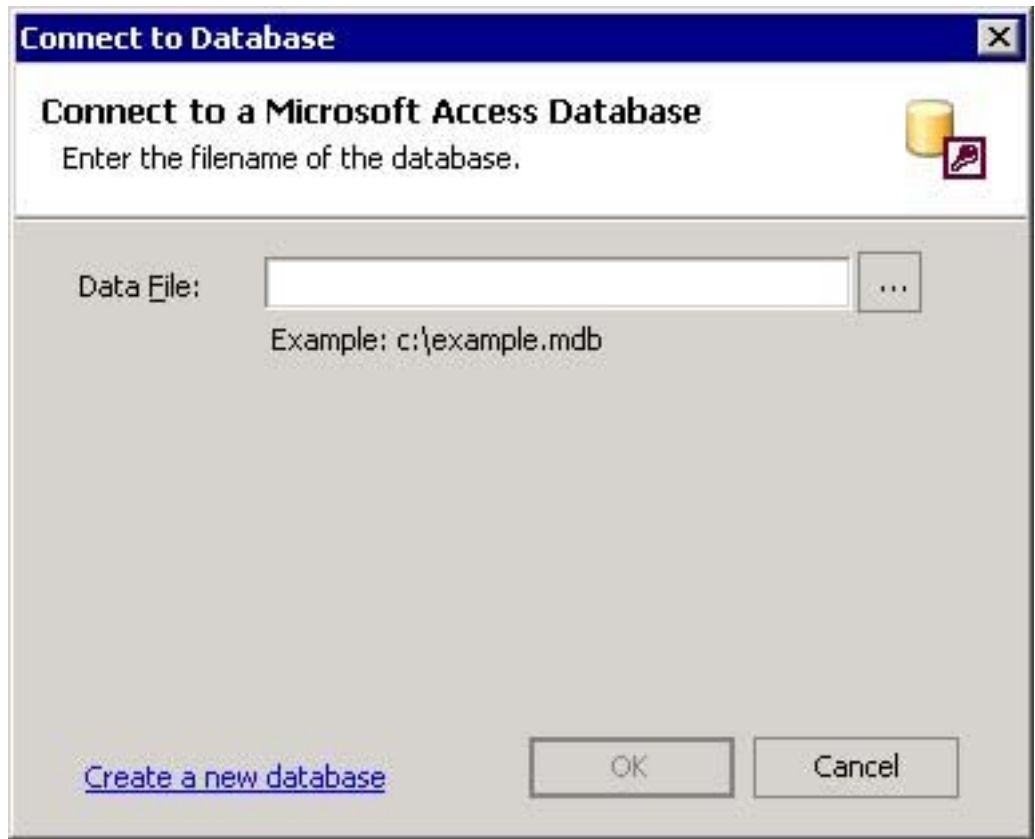 Connect to Database
Connect to a Microsoft Access Database
Enter the filename of the database.
Data File:
...
Example: c:\example.mdb
Create a new database
OK
Cancel